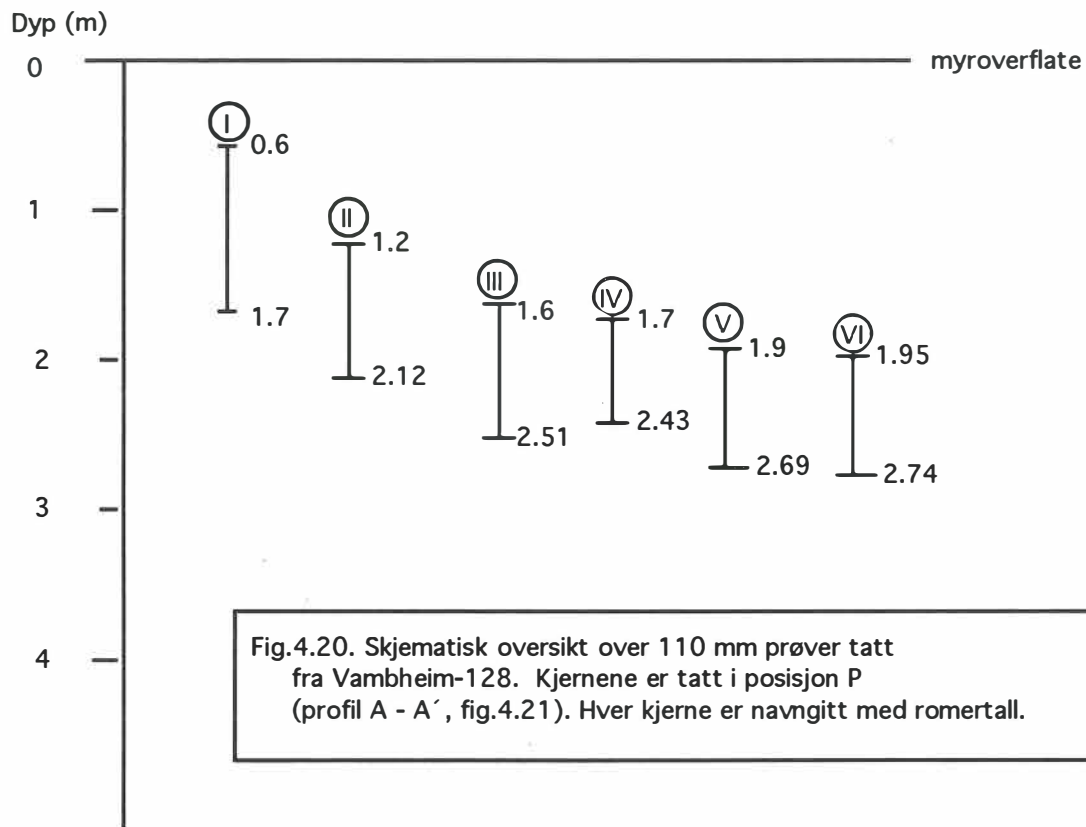 Dyp (m)
0
myroverflate
I
0.6
1
II
1.2
III
1.6
IV
1.7
1.7
V
1.9
VI
1.95
2
2.12
2.43
2.51
2.69
2.74
3
4
Fig.4.20. Skjematisk oversikt over 110 mm prøver tatt
fra Vambheim-128. Kjernene er tatt i posisjon P
(profil A - A´, fig.4.21). Hver kjerne er navngitt med romertall.